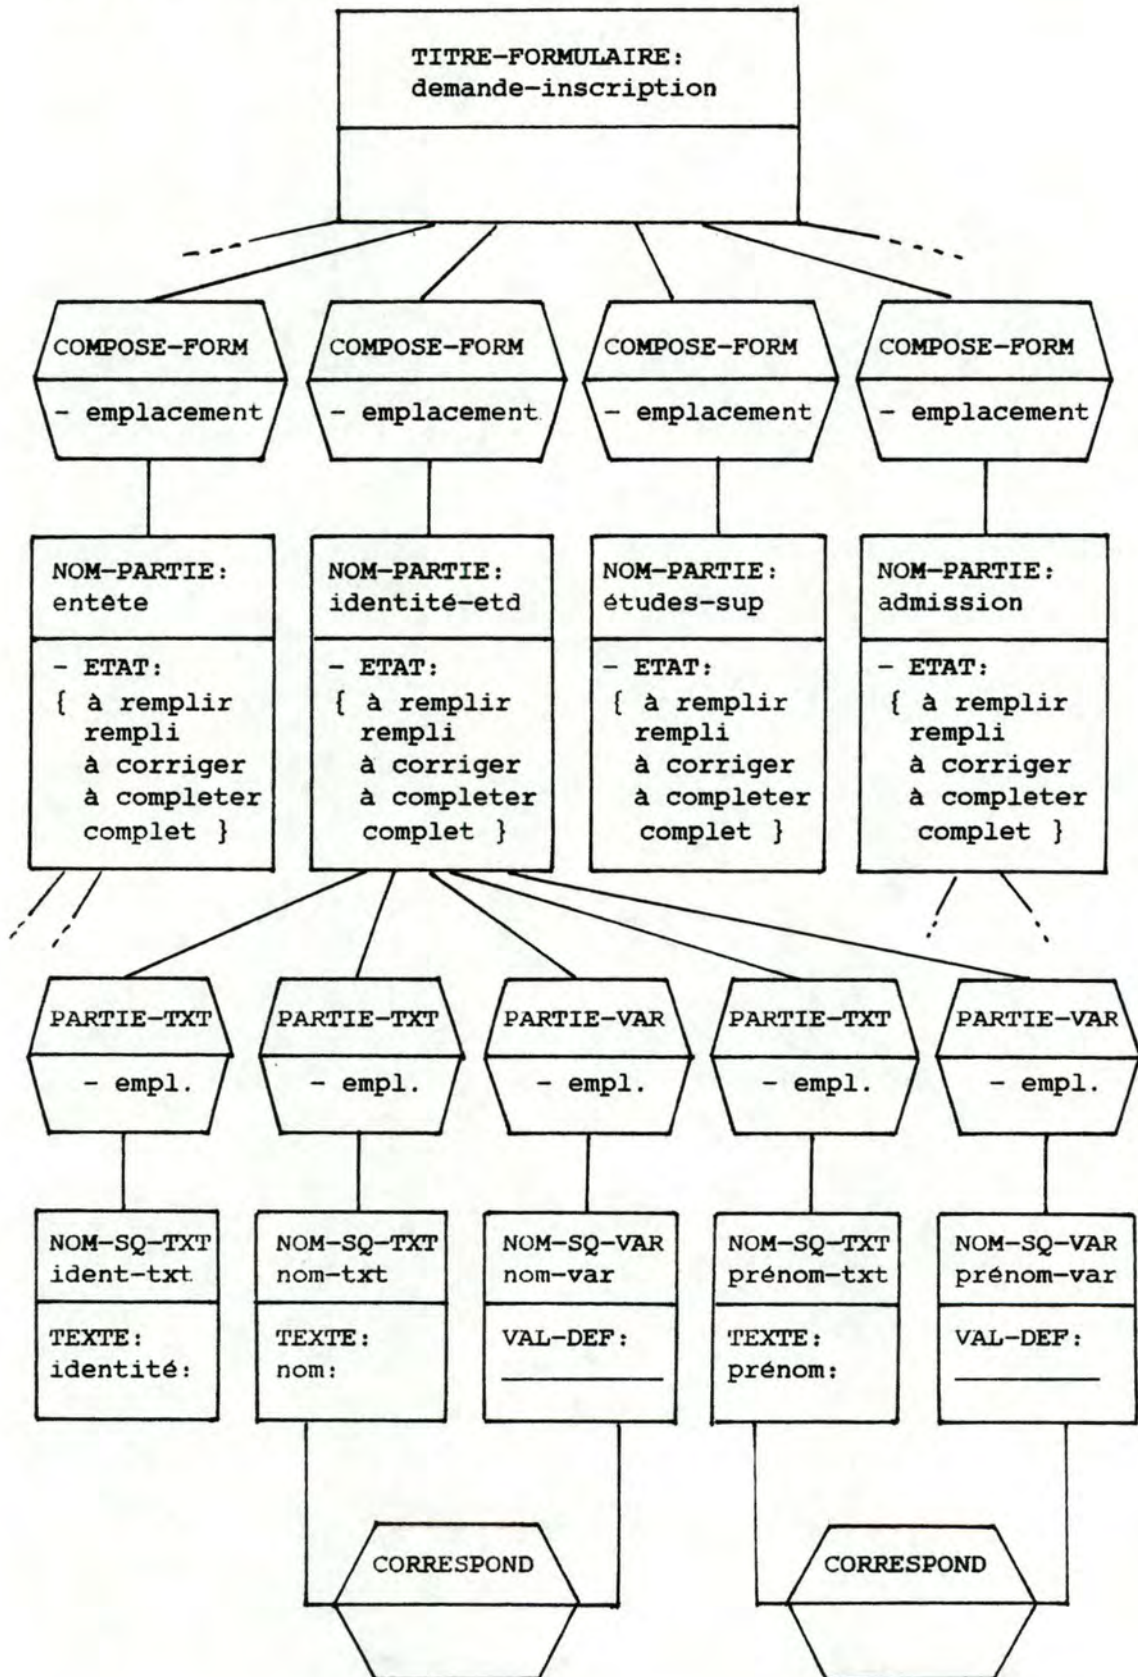 TITRE-FORMULAIRE:
demande-inscription
COMPOSE-FORM
- emplacement
COMPOSE-FORM
- emplacement
COMPOSE-FORM
- emplacement
COMPOSE-FORM
- emplacement
NOM-PARTIE:
entête
- ETAT:
{ à remplir
rempli
à corriger
à completer
complet }
NOM-PARTIE:
identité-etd
- ETAT:
{ à remplir
rempli
à corriger
à completer
complet }
NOM-PARTIE:
études-sup
- ETAT:
{ à remplir
rempli
à corriger
à completer
complet }
NOM-PARTIE:
admission
- ETAT:
{ à remplir
rempli
à corriger
à completer
complet }
PARTIE-TXT
- empl.
PARTIE-TXT
- empl.
PARTIE-VAR
- empl.
PARTIE-TXT
- empl.
PARTIE-VAR
- empl.
NOM-SQ-TXT
ident-txt
TEXTE:
identité:
NOM-SQ-TXT
nom-txt
TEXTE:
nom:
NOM-SQ-VAR
nom-var
VAL-DEF:
NOM-SQ-TXT
prénom-txt
TEXTE:
prénom:
NOM-SQ-VAR
prénom-var
VAL-DEF:
CORRESPOND
CORRESPOND